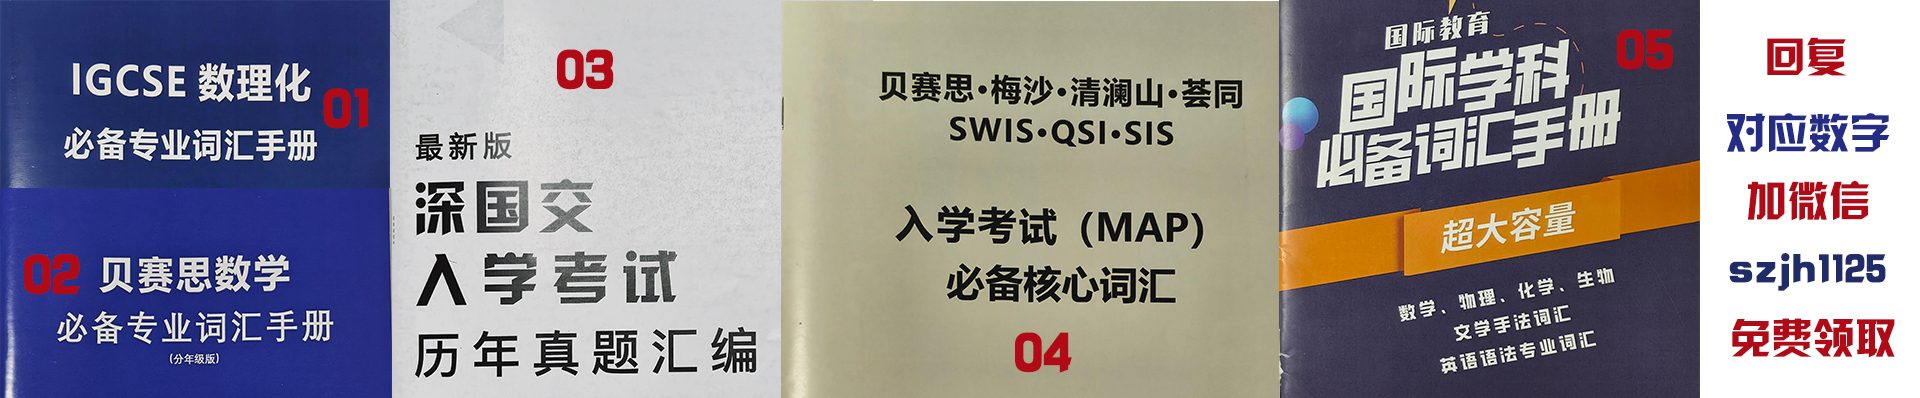 IGCSE 数理化
01
必备专业词汇手册
02
贝赛思数学
必备专业词汇手册
(分年级版)
03
最新版
深国交
入学考试
历年真题汇编
贝赛思·梅沙·清澜山·荟同
SWIS·QSI·SIS
入学考试（MAP）
必备核心词汇
04
国际教育
05
国际学科
必备词汇手册
超大容量
数学、物理、化学、生物
文学手法词汇
英语语法专业词汇
回复
对应数字
加微信
szjh1125
免费领取